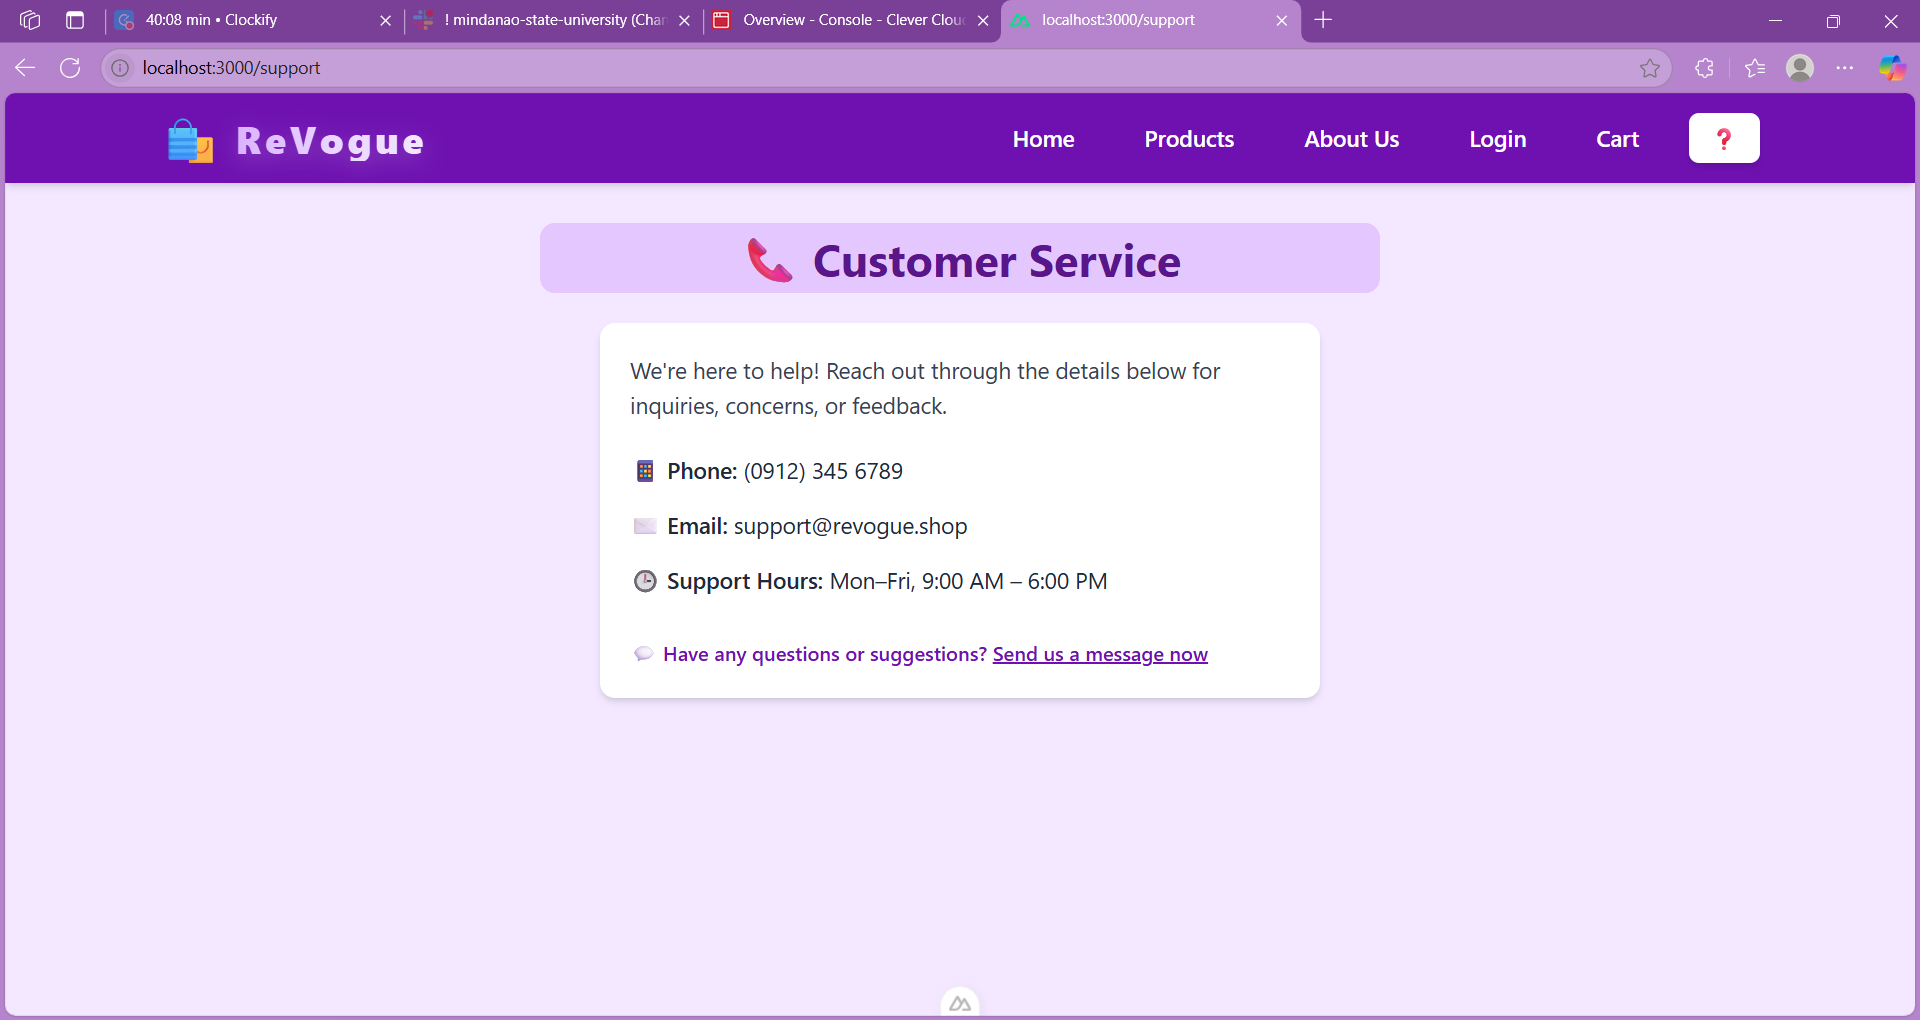 40:08 min • Clockify
! mindanao-state-university (Chan
Overview - Console - Clever Clou
localhost:3000/support
localhost:3000/support
ReVogue
Home
Products
About Us
Login
Cart
❓
📞 Customer Service
We're here to help! Reach out through the details below for
inquiries, concerns, or feedback.
Phone: (0912) 345 6789
Email: support@revogue.shop
Support Hours: Mon–Fri, 9:00 AM – 6:00 PM
Have any questions or suggestions? Send us a message now